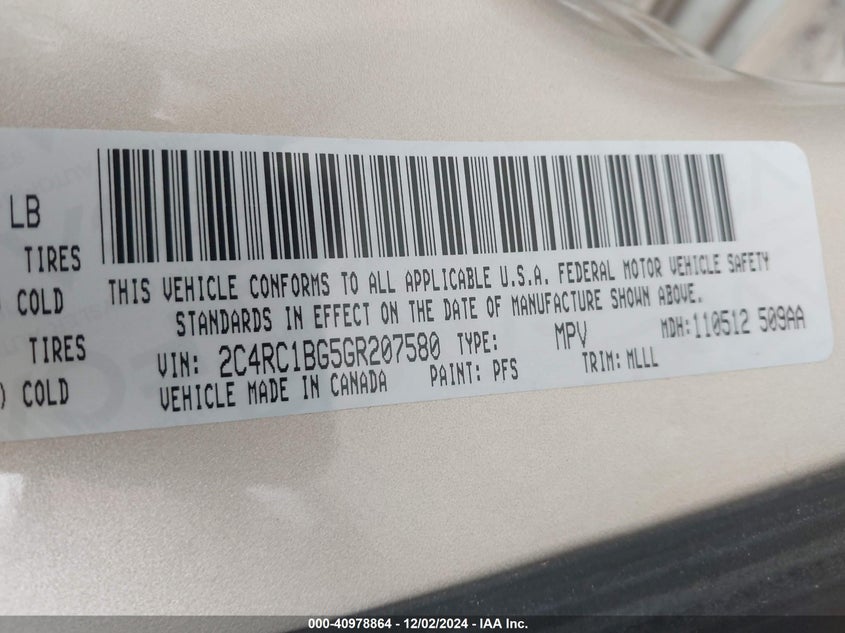 LB
TIRES
COLD
TIRES
) COLD
THIS VEHICLE CONFORMS TO ALL APPLICABLE U.S.A. FEDERAL MOTOR VEHICLE SAFETY
STANDARDS IN EFFECT ON THE DATE OF MANUFACTURE SHOWN ABOVE.
VIN: 2C4RC1BG5GR207580 TYPE: MPV MDH: 110512 509AA
VEHICLE MADE IN CANADA PAINT: PFS TRIM: MLLL
000-40978864 - 12/02/2024 - IAA Inc.